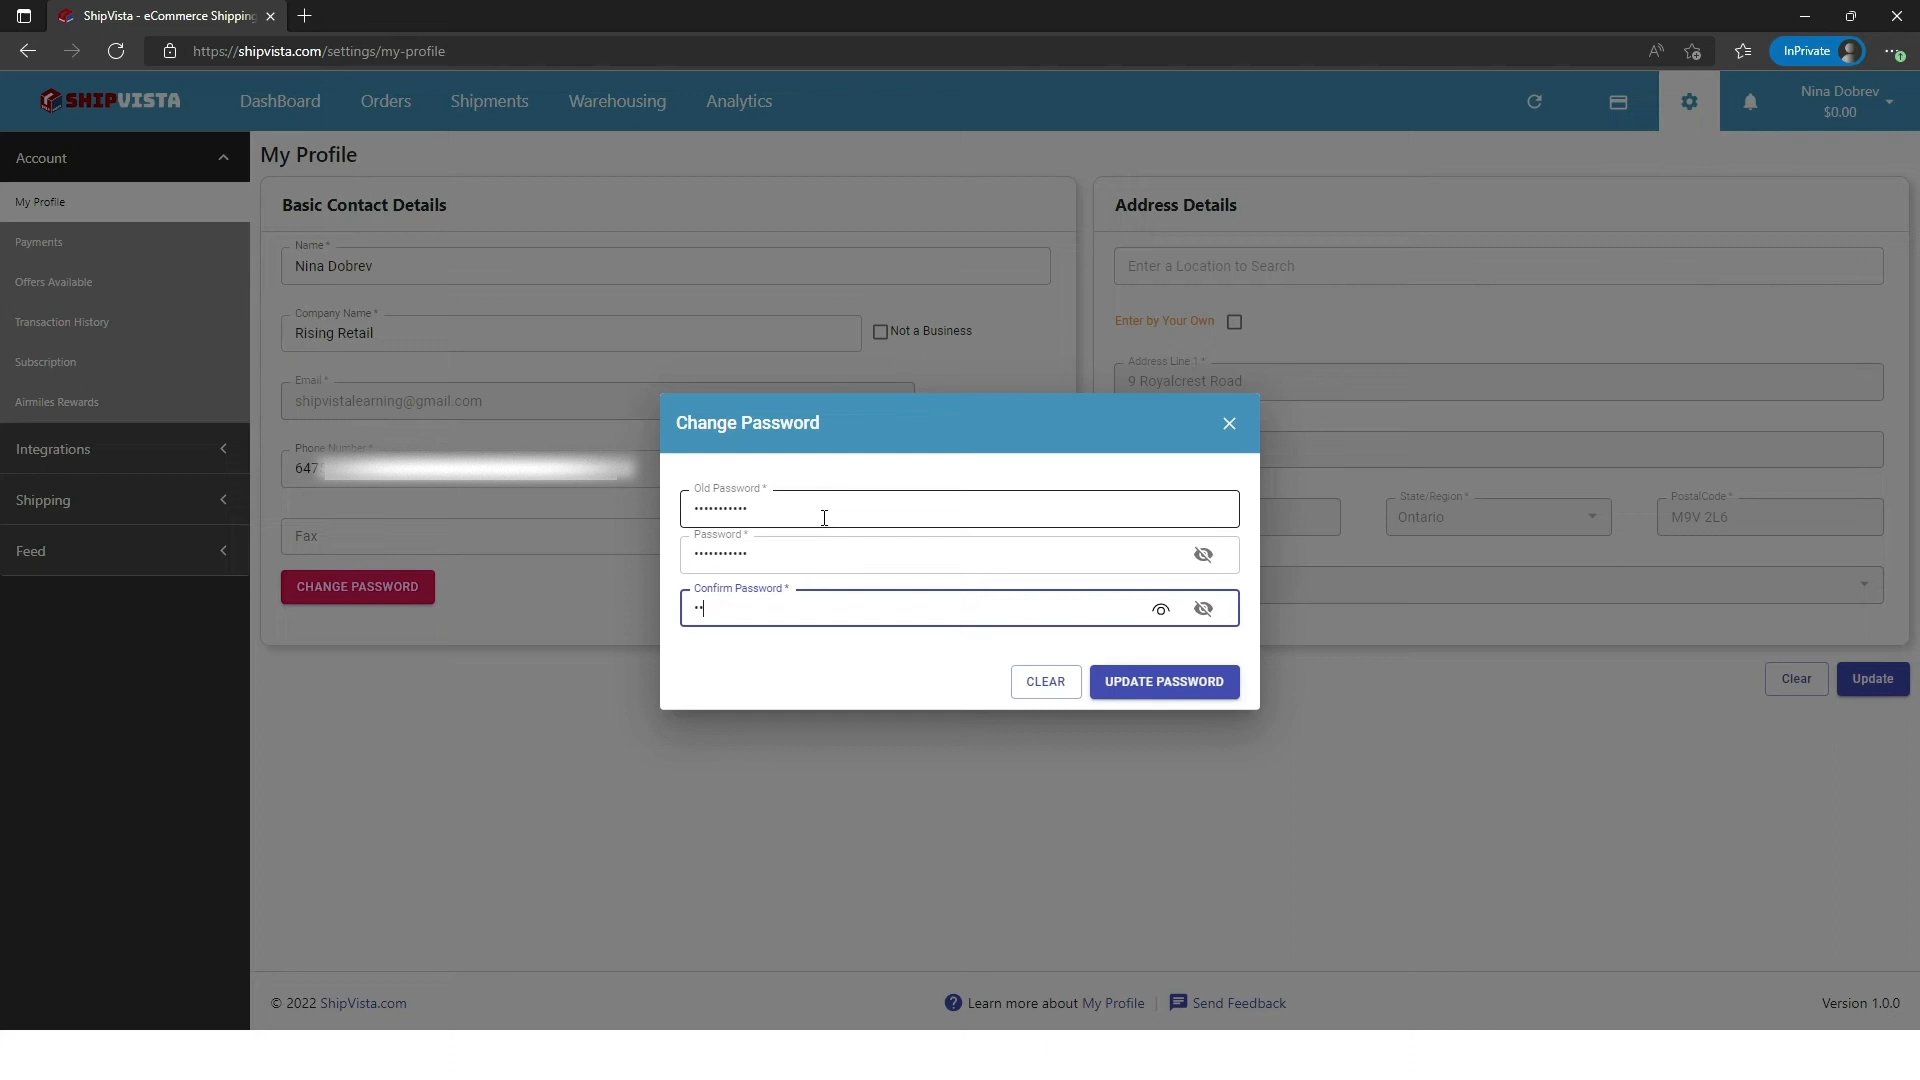 ShipVista - eCommerce Shipping
https://shipvista.com/settings/my-profile
InPrivate
SHIPVISTA
DashBoard
Orders
Shipments
Warehousing
Analytics
Nina Dobrev
$0.00
Account
My Profile
Payments
Offers Available
Transaction History
Subscription
Airmiles Rewards
Integrations
Shipping
Feed
My Profile
Basic Contact Details
Name *
Nina Dobrev
Company Name *
Rising Retail
Not a Business
Email *
shipvistalearning@gmail.com
Phone Number *
647
Fax
CHANGE PASSWORD
Address Details
Enter a Location to Search
Enter by Your Own
Address Line 1 *
9 Royalcrest Road
State/Region *
Ontario
PostalCode *
M9V 2L6
Clear
Update
Change Password
Old Password *
•••••••••••
Password *
•••••••••••
Confirm Password *
••
CLEAR
UPDATE PASSWORD
© 2022 ShipVista.com
Learn more about My Profile
Send Feedback
Version 1.0.0